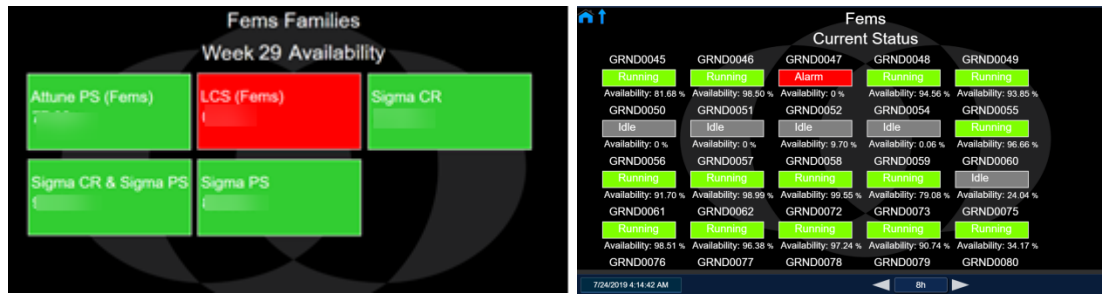 Fems Families
Week 29 Availability
Attune PS (Fems)
LCS (Fems)
Sigma CR
Sigma CR & Sigma PS
Sigma PS
Fems
Current Status
GRND0045 GRND0046 GRND0047 GRND0048 GRND0049
Running Running Alarm Running Running
Availability: 81.68 % Availability: 98.50 % Availability: 0 % Availability: 94.56 % Availability: 93.85 %
GRND0050 GRND0051 GRND0052 GRND0054 GRND0055
Idle Idle Idle Idle Running
Availability: 0 % Availability: 0 % Availability: 9.70 % Availability: 0.06 % Availability: 96.66 %
GRND0056 GRND0057 GRND0058 GRND0059 GRND0060
Running Running Running Running Idle
Availability: 91.70 % Availability: 98.99 % Availability: 99.55 % Availability: 79.08 % Availability: 24.04 %
GRND0061 GRND0062 GRND0072 GRND0073 GRND0075
Running Running Running Running Running
Availability: 98.51 % Availability: 96.38 % Availability: 97.24 % Availability: 90.74 % Availability: 34.17 %
GRND0076 GRND0077 GRND0078 GRND0079 GRND0080
7/24/2019 4:14:42 AM 8h